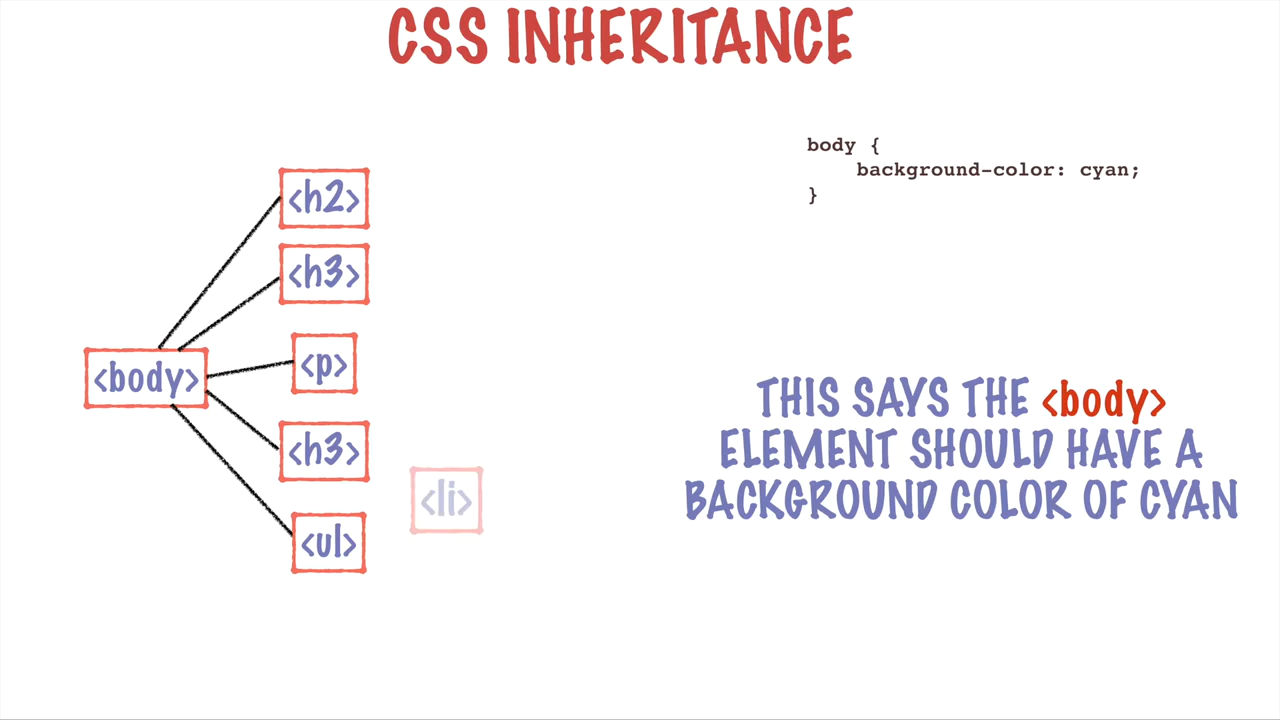 CSS INHERITANCE
body {
    background-color: cyan;
}
<h2>
<h3>
<p>
<body>
<h3>
<li>
<ul>
THIS SAYS THE <body>
ELEMENT SHOULD HAVE A
BACKGROUND COLOR OF CYAN